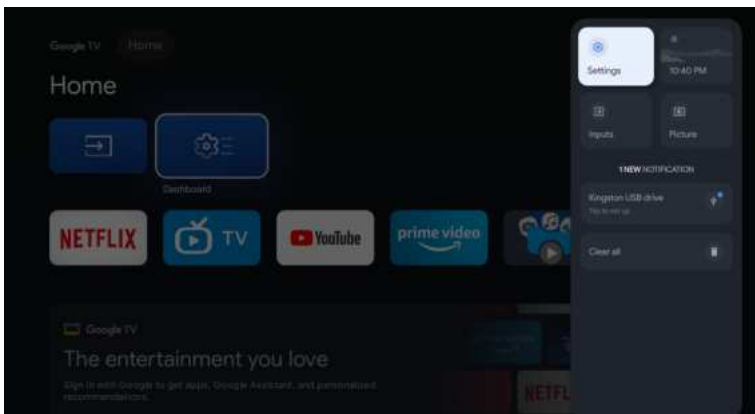 Google TV Home
Home
Dashboard
NETFLIX
TV
YouTube
prime video
Google TV
The entertainment you love
Sign in with Google to get apps, Google Assistant, and personalized
recommendations.
NETFL
Settings
10:40 PM
Inputs
Picture
1 NEW NOTIFICATION
Kingston USB drive
Tap to set up
Clear all